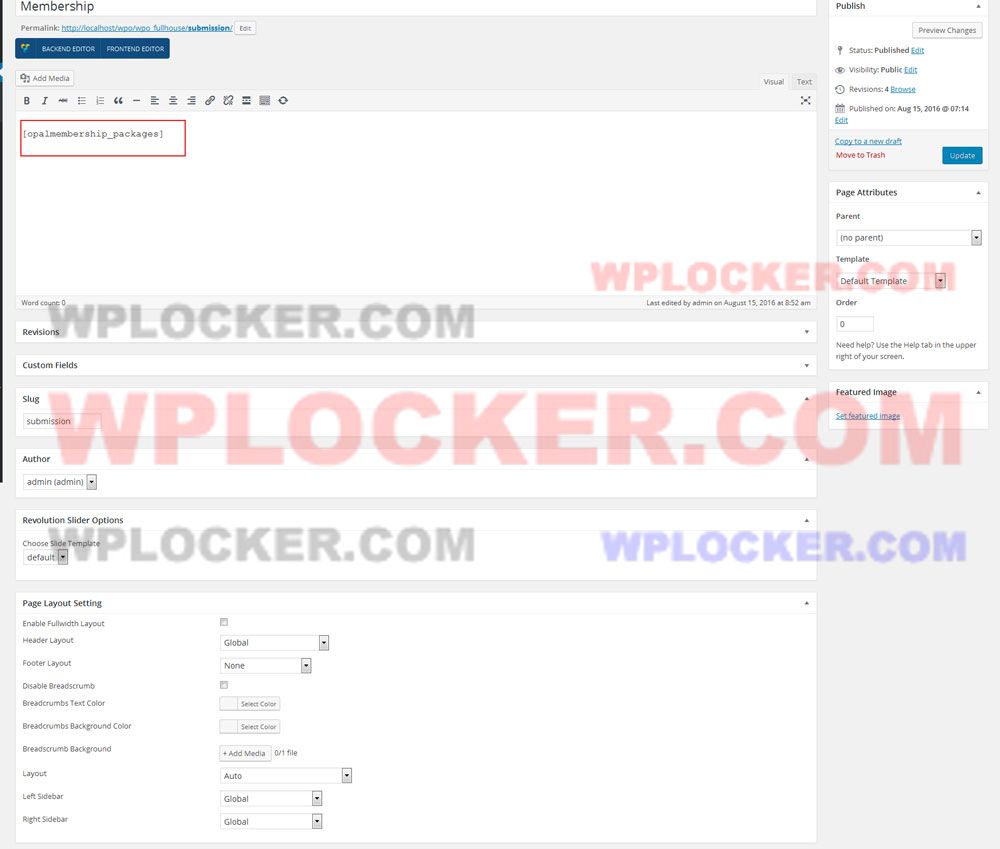 Membership
Permalink: http://localhost/wpo/wpo_fullhouse/submission/ Edit
BACKEND EDITOR FRONTEND EDITOR
Add Media
Visual Text
[opalmembership_packages]
Word count: 0
Last edited by admin on August 15, 2016 at 8:52 am
Revisions
Custom Fields
Slug
submission
Author
admin (admin)
Revolution Slider Options
Choose Slide Template
default
Page Layout Setting
Enable Fullwidth Layout
Header Layout Global
Footer Layout None
Disable Breadscrumb
Breadcrumbs Text Color Select Color
Breadcrumbs Background Color Select Color
Breadscrumb Background + Add Media 0/1 file
Layout Auto
Left Sidebar Global
Right Sidebar Global
Publish
Preview Changes
Status: Published Edit
Visibility: Public Edit
Revisions: 4 Browse
Published on: Aug 15, 2016 @ 07:14
Edit
Copy to a new draft
Move to Trash Update
Page Attributes
Parent
(no parent)
Template
Default Template
Order
0
Need help? Use the Help tab in the upper
right of your screen.
Featured Image
Set featured image
WPLOCKER.COM
WPLOCKER.COM
WPLOCKER.COM
WPLOCKER.COM
WPLOCKER.COM